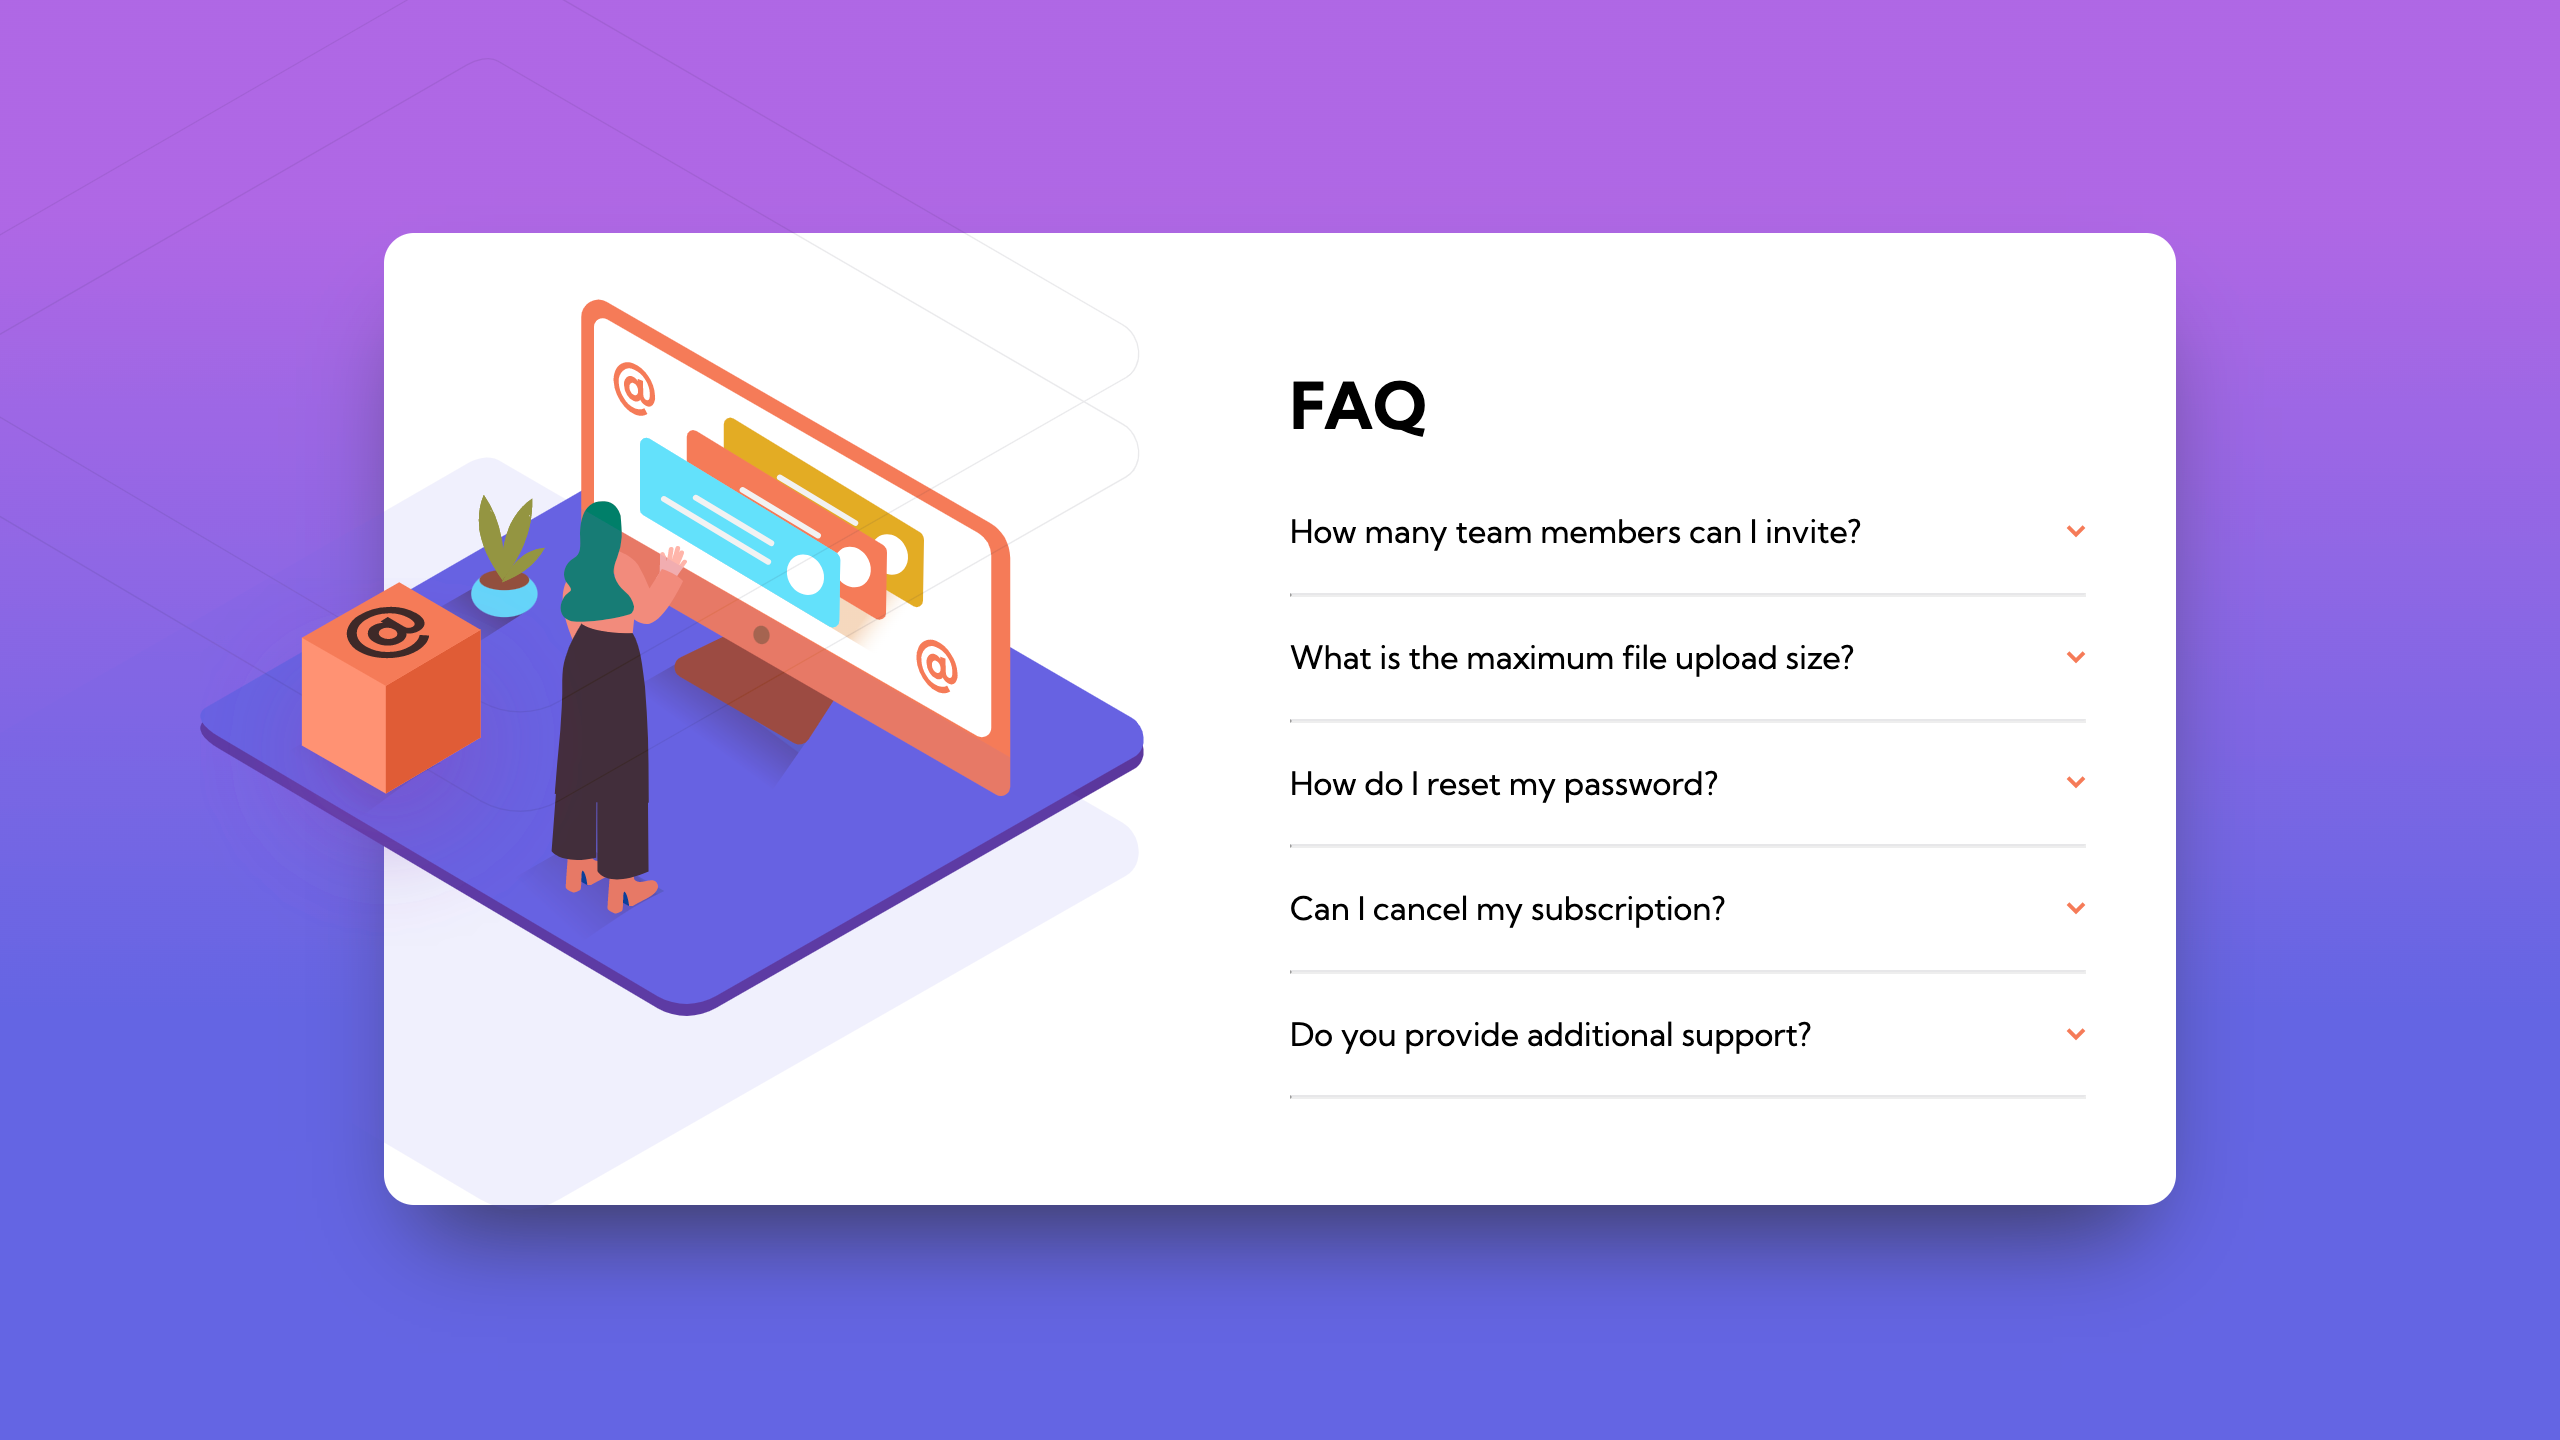 @
@
@
FAQ
How many team members can I invite?
What is the maximum file upload size?
How do I reset my password?
Can I cancel my subscription?
Do you provide additional support?